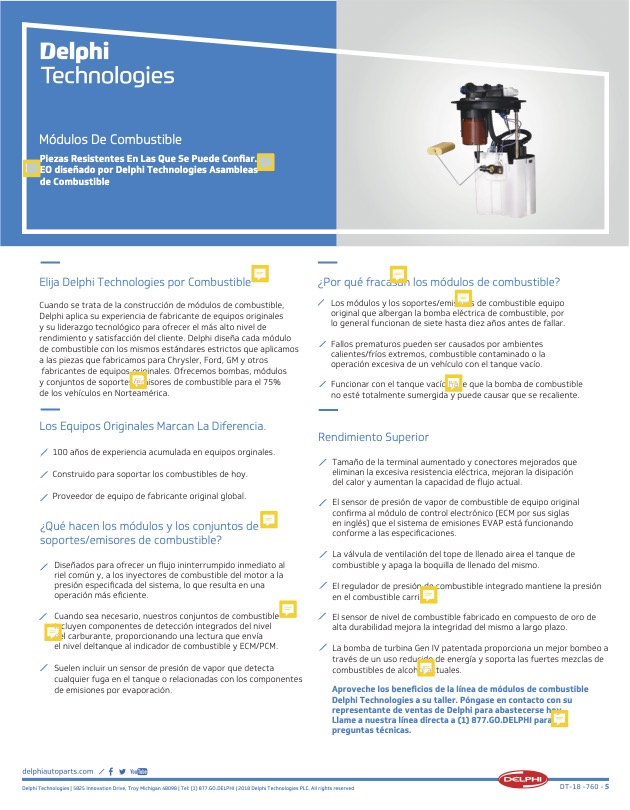 Delphi
Technologies
Módulos De Combustible
Piezas Resistentes En Las Que Se Puede Confiar.
EO diseñado por Delphi Technologies Asambleas
de Combustible
Elija Delphi Technologies por Combustible
Cuando se trata de la construcción de módulos de combustible,
Delphi aplica su experiencia de fabricante de equipos originales
y su liderazgo tecnológico para ofrecer el más alto nivel de
rendimiento y satisfacción del cliente. Delphi diseña cada módulo
de combustible con los mismos estándares estrictos que aplicamos
a las piezas que fabricamos para Chrysler, Ford, GM y otros
fabricantes de equipos originales. Ofrecemos bombas, módulos
y conjuntos de soportes/emisores de combustible para el 75%
de los vehículos en Norteamérica.
Los Equipos Originales Marcan La Diferencia.
100 años de experiencia acumulada en equipos orginales.
Construido para soportar los combustibles de hoy.
Proveedor de equipo de fabricante original global.
¿Qué hacen los módulos y los conjuntos de
soportes/emisores de combustible?
Diseñados para ofrecer un flujo ininterrumpido inmediato al
riel común y, a los inyectores de combustible del motor a la
presión especificada del sistema, lo que resulta en una
operación más eficiente.
Cuando sea necesario, nuestros conjuntos de combustible
incluyen componentes de detección integrados del nivel
del carburante, proporcionando una lectura que envía
el nivel deltanque al indicador de combustible y ECM/PCM.
Suelen incluir un sensor de presión de vapor que detecta
cualquier fuga en el tanque o relacionadas con los componentes
de emisiones por evaporación.
¿Por qué fracasan los módulos de combustible?
Los módulos y los soportes/emisores de combustible equipo
original que albergan la bomba eléctrica de combustible, por
lo general funcionan de siete hasta diez años antes de fallar.
Fallos prematuros pueden ser causados por ambientes
calientes/fríos extremos, combustible contaminado o la
operación excesiva de un vehículo con el tanque vacío.
Funcionar con el tanque vacío hace que la bomba de combustible
no esté totalmente sumergida y puede causar que se recaliente.
Rendimiento Superior
Tamaño de la terminal aumentado y conectores mejorados que
eliminan la excesiva resistencia eléctrica, mejoran la disipación
del calor y aumentan la capacidad de flujo actual.
El sensor de presión de vapor de combustible de equipo original
confirma al módulo de control electrónico (ECM por sus siglas
en inglés) que el sistema de emisiones EVAP está funcionando
conforme a las especificaciones.
La válvula de ventilación del tope de llenado airea el tanque de
combustible y apaga la boquilla de llenado del mismo.
El regulador de presión de combustible integrado mantiene la presión
en el combustible carril.
El sensor de nivel de combustible fabricado en compuesto de oro de
alta durabilidad mejora la integridad del mismo a largo plazo.
La bomba de turbina Gen IV patentada proporciona un mejor bombeo a
través de un uso reducido de energía y soporta las fuertes mezclas de
combustibles de alcohol actuales.
Aproveche los beneficios de la línea de módulos de combustible
Delphi Technologies a su taller. Póngase en contacto con su
representante de ventas de Delphi para abastecerse hoy.
Llame a nuestra línea directa a (1) 877.GO.DELPHI para
preguntas técnicas.
delphiautoparts.com
YouTube
DELPHI
Delphi Technologies | 5825 Innovation Drive, Troy Michigan 48098 | Tel: (1) 877.GO.DELPHI | 2018 Delphi Technologies PLC. All rights reserved
DT-18 -760 - S